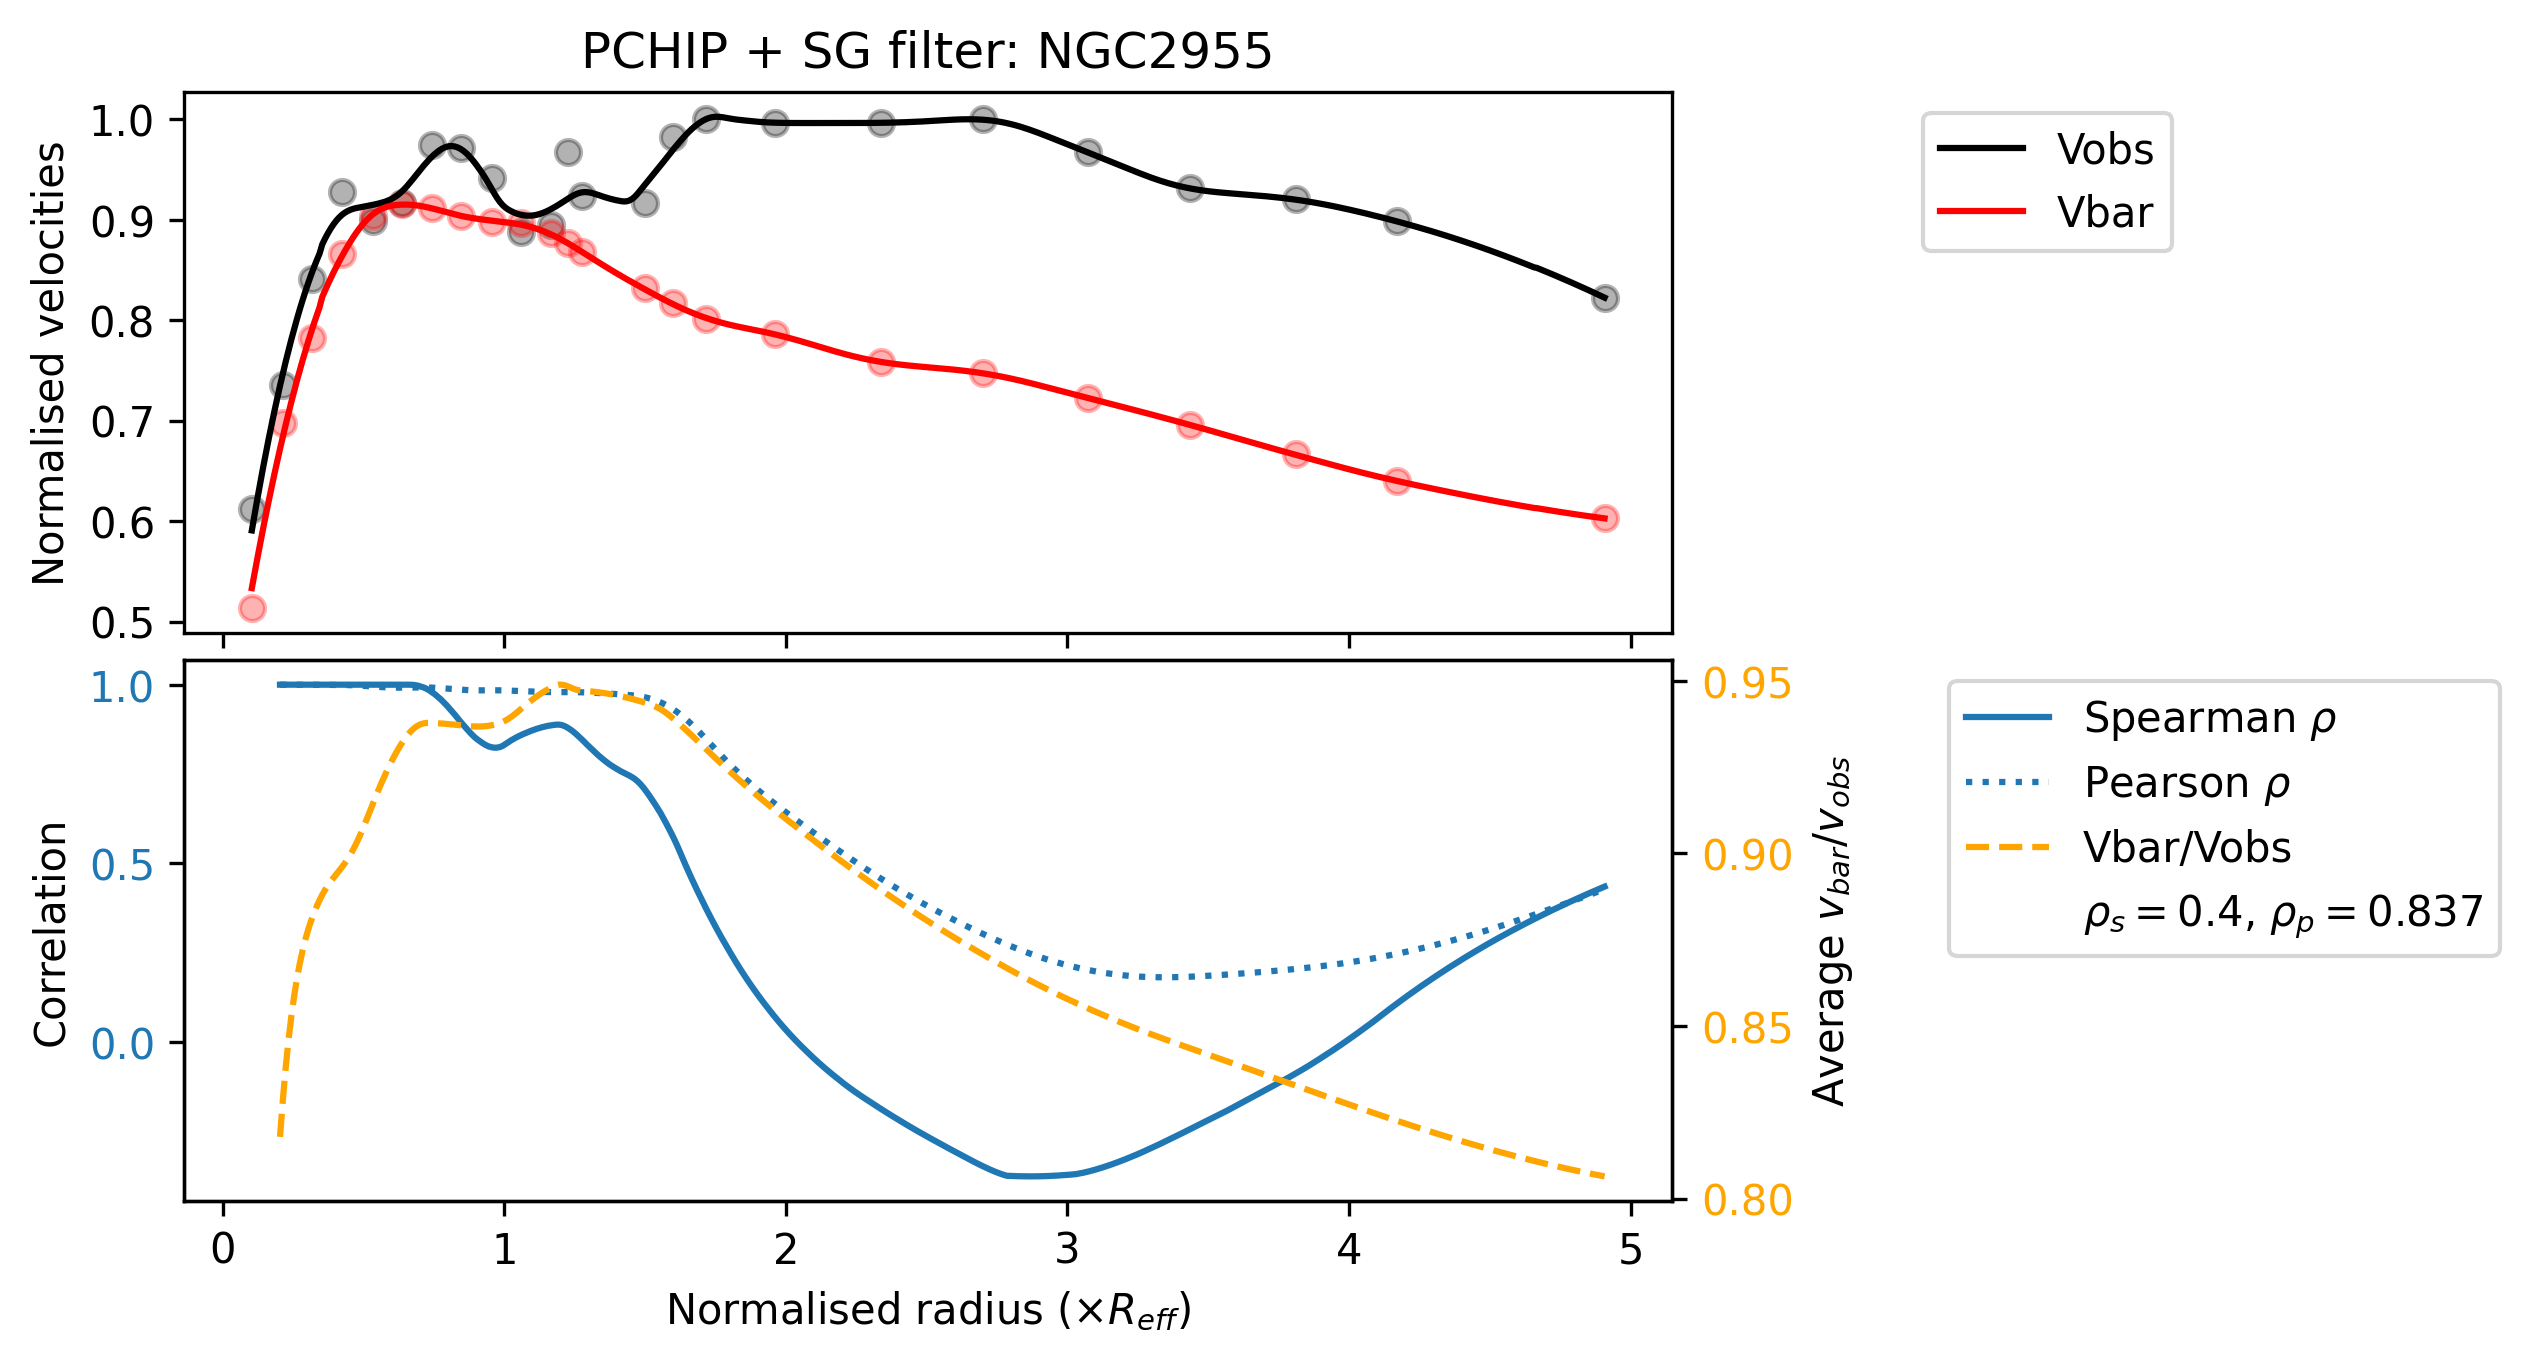 PCHIP + SG filter: NGC2955
Normalised velocities
1.0
0.9
0.8
0.7
0.6
0.5
Vobs
Vbar
Correlation
1.0
0.5
0.0
0.95
0.90
0.85
0.80
Average v_bar/v_obs
Spearman ρ
Pearson ρ
Vbar/Vobs
ρ_s = 0.4, ρ_p = 0.837
0 1 2 3 4 5
Normalised radius (×R_eff)